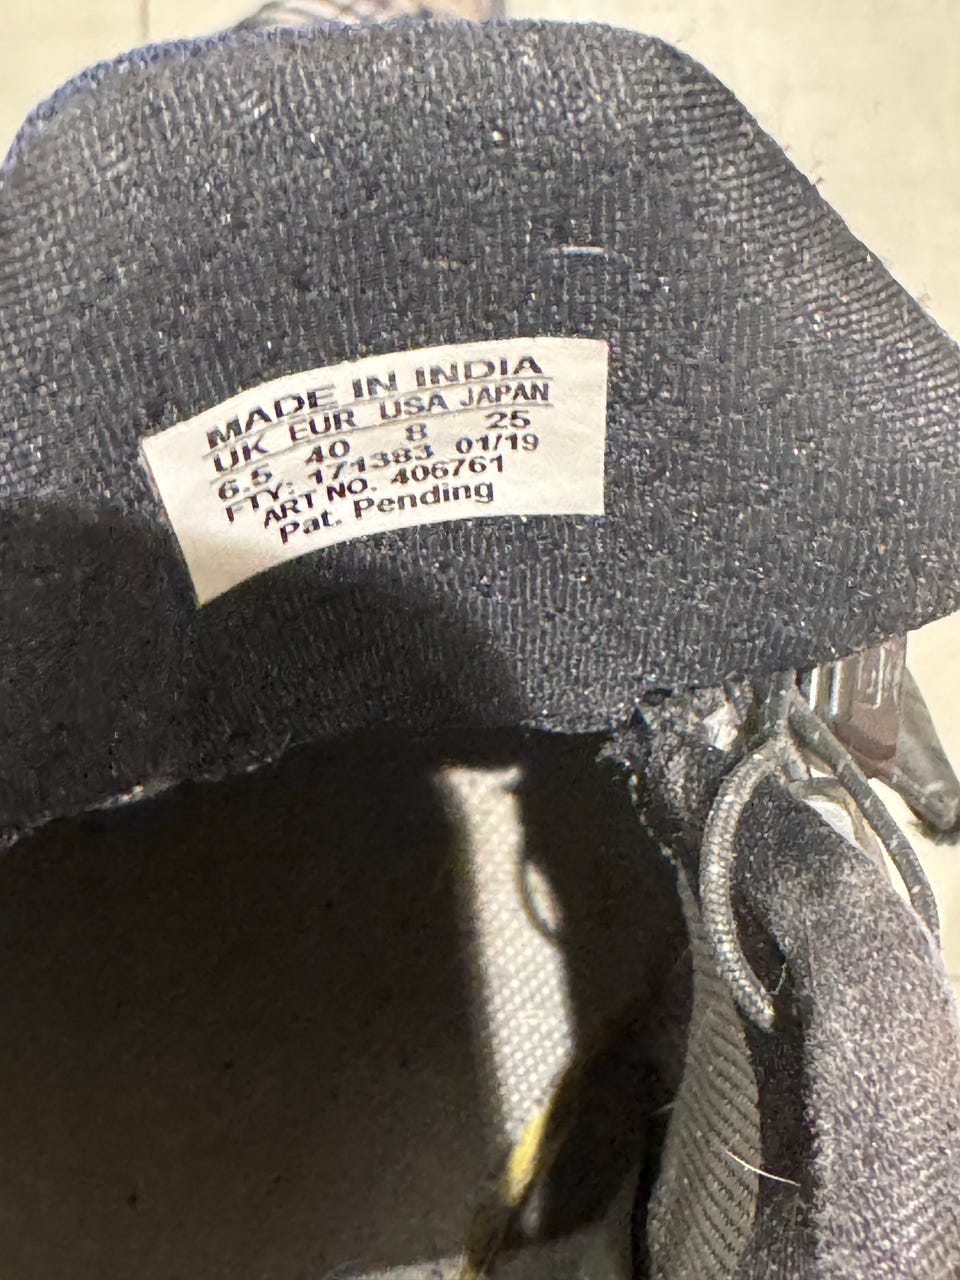 MADE IN INDIA
UK EUR USA JAPAN
6.5 40 8 25
FTY: 171383 01/19
ART NO. 406761
Pat. Pending